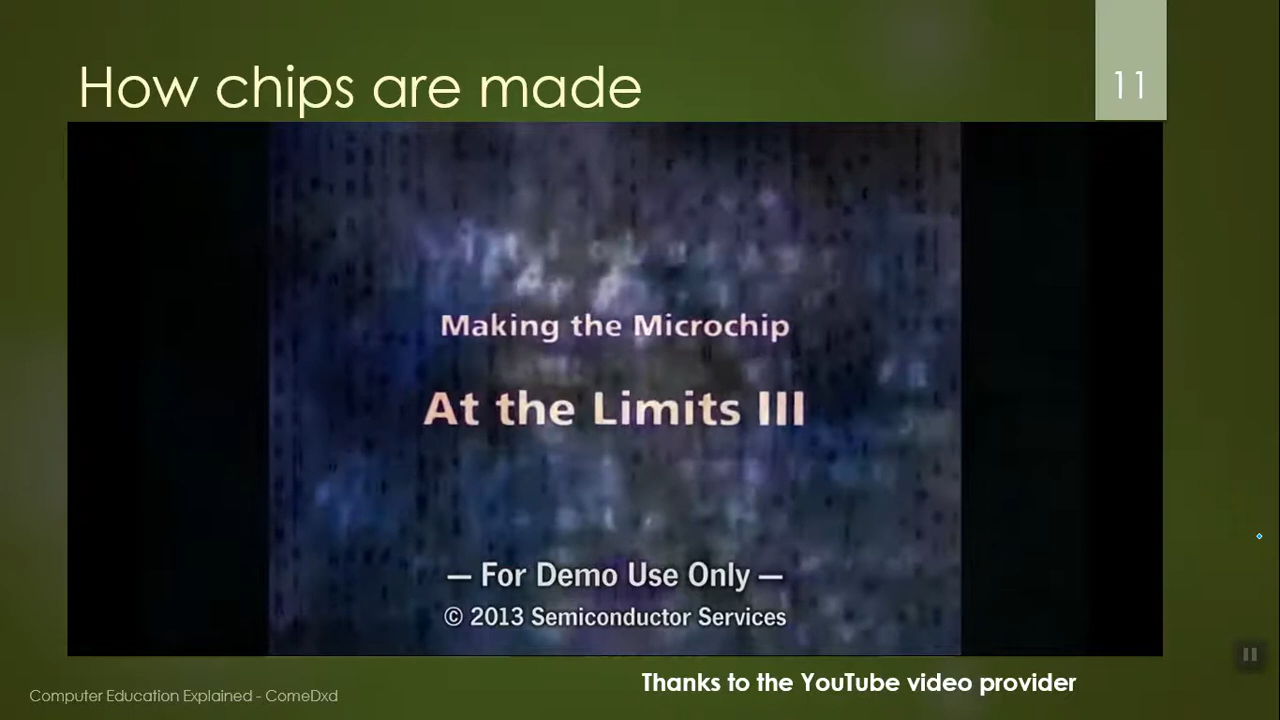 How chips are made
11
Making the Microchip
At the Limits III
— For Demo Use Only —
© 2013 Semiconductor Services
Thanks to the YouTube video provider
Computer Education Explained - ComeDxd